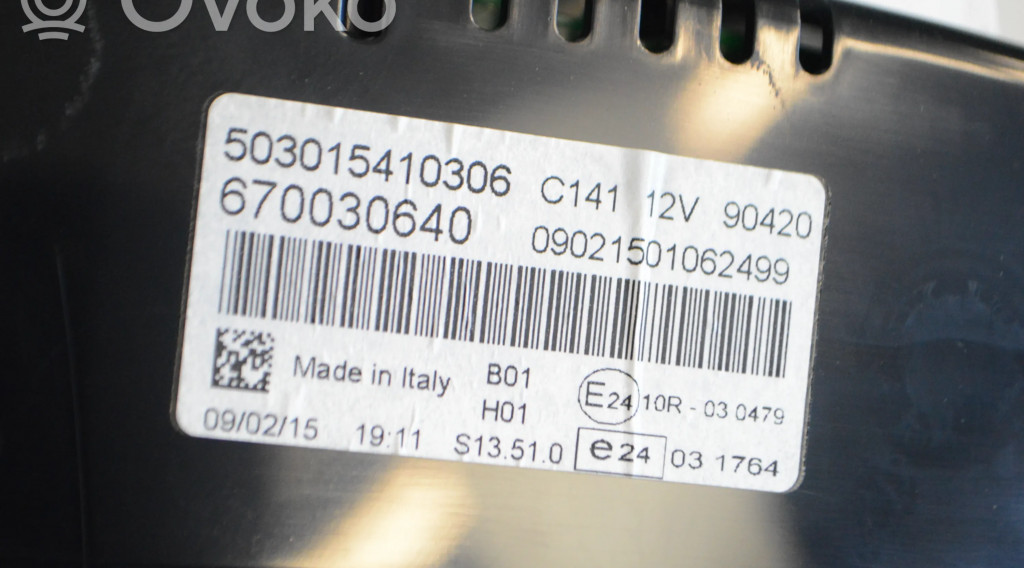 Ovoko
503015410306 C141 12V 90420
670030640 09021501062499
Made in Italy B01 E24 10R - 03 0479
H01
09/02/15 19:11 S13.51.0 e24 03 1764